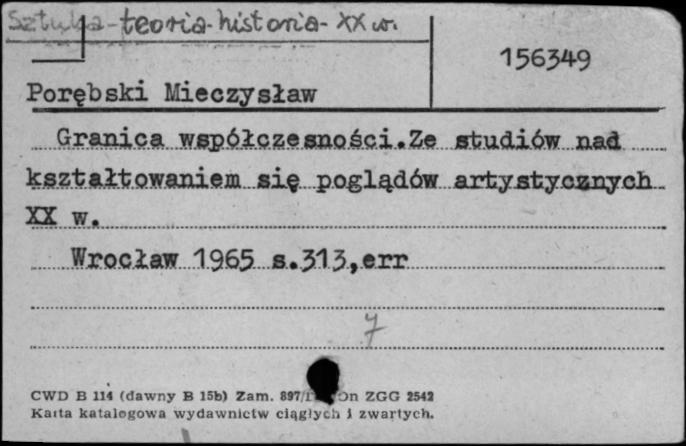 Sztuka-teoria-historia-XX w.
156349
Porębski Mieczysław
Granica współczesności.Ze studiów nad
kształtowaniem się poglądów artystycznych
XX w.
Wrocław 1965 s.313,err
7
CWD B 114 (dawny B 15b) Zam. 897/ ZGG 2542
Karta katalogowa wydawnictw ciągłych i zwartych.